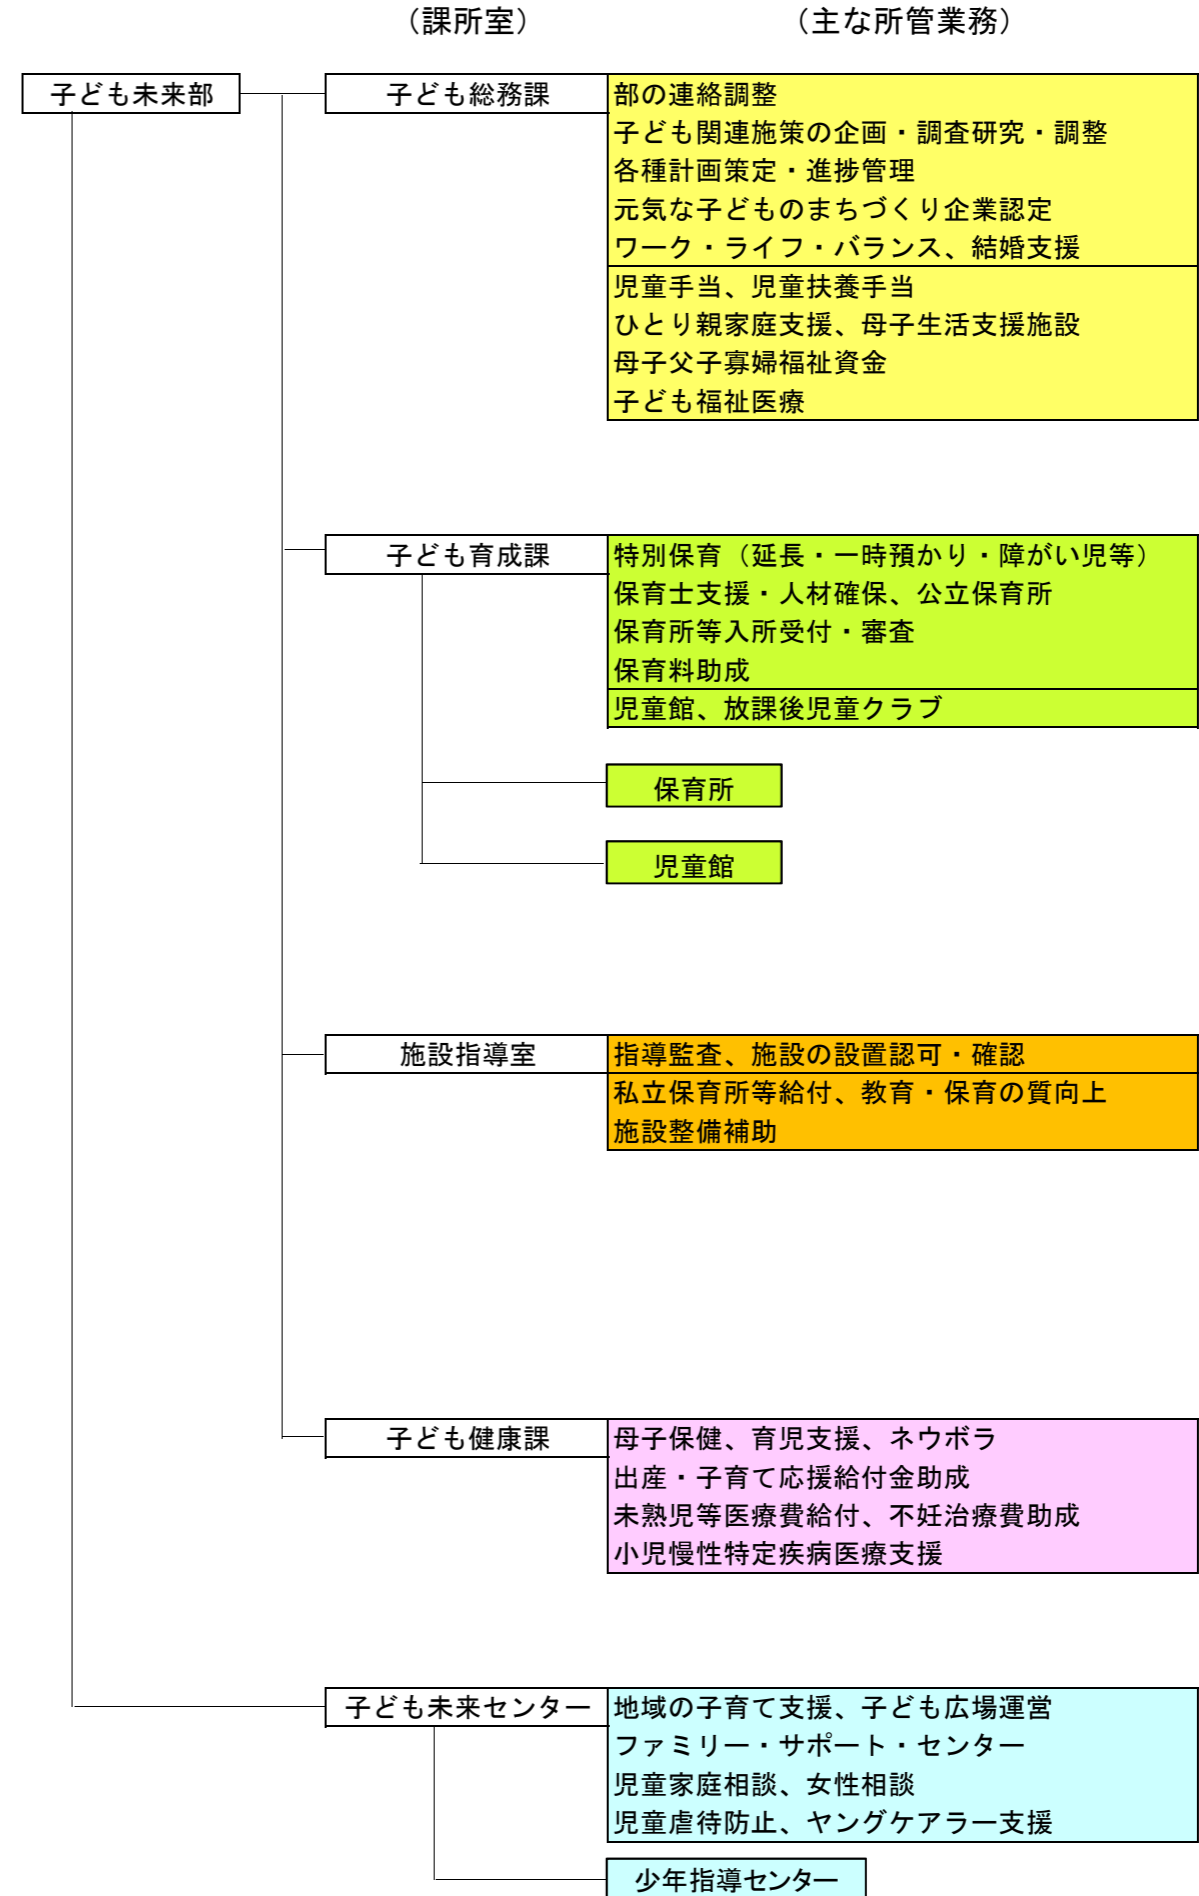 （課所室） （主な所管業務）
子ども未来部 子ども総務課 部の連絡調整
子ども関連施策の企画・調査研究・調整
各種計画策定・進捗管理
元気な子どものまちづくり企業認定
ワーク・ライフ・バランス、結婚支援
児童手当、児童扶養手当
ひとり親家庭支援、母子生活支援施設
母子父子寡婦福祉資金
子ども福祉医療
子ども育成課 特別保育（延長・一時預かり・障がい児等）
保育士支援・人材確保、公立保育所
保育所等入所受付・審査
保育料助成
児童館、放課後児童クラブ
保育所
児童館
施設指導室 指導監査、施設の設置認可・確認
私立保育所等給付、教育・保育の質向上
施設整備補助
子ども健康課 母子保健、育児支援、ネウボラ
出産・子育て応援給付金助成
未熟児等医療費給付、不妊治療費助成
小児慢性特定疾病医療支援
子ども未来センター 地域の子育て支援、子ども広場運営
ファミリー・サポート・センター
児童家庭相談、女性相談
児童虐待防止、ヤングケアラー支援
少年指導センター